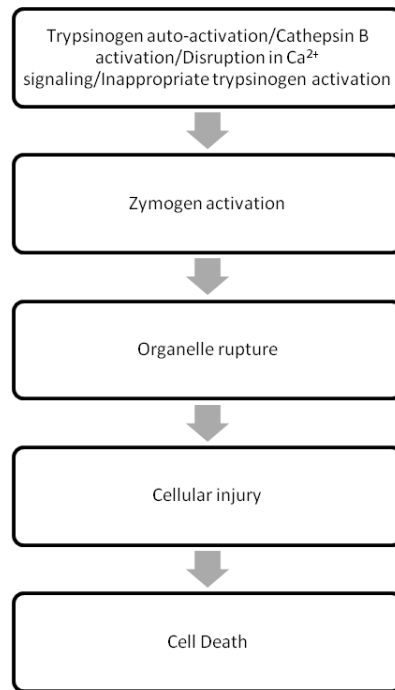 Trypsinogen auto-activation/Cathepsin B
activation/Disruption in Ca²⁺
signaling/Inappropriate trypsinogen activation
Zymogen activation
Organelle rupture
Cellular injury
Cell Death